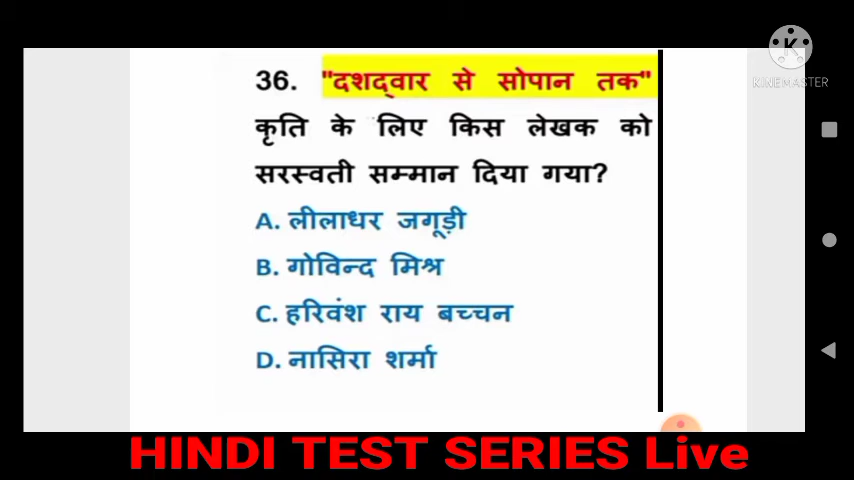 36. "दशद्वार से सोपान तक"
कृति के लिए किस लेखक को
सरस्वती सम्मान दिया गया?
A. लीलाधर जगूड़ी
B. गोविन्द मिश्र
C. हरिवंश राय बच्चन
D. नासिरा शर्मा
K
KINEMASTER
HINDI TEST SERIES Live